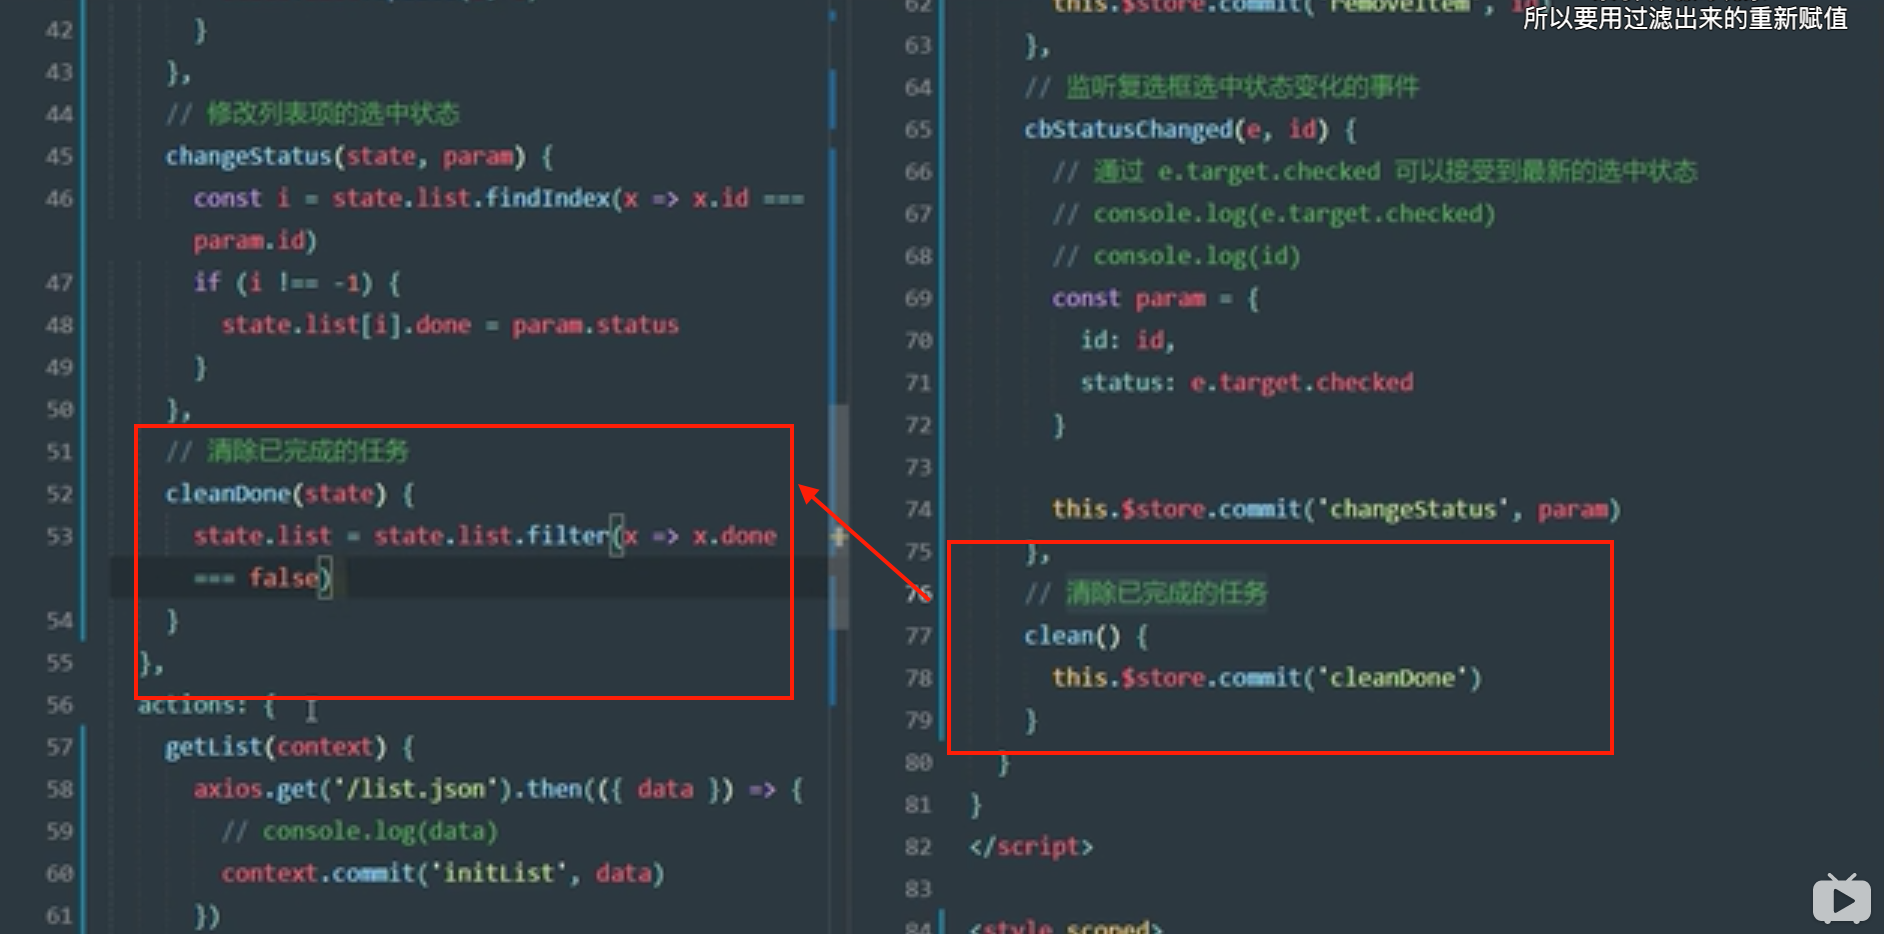 42 }
43 },
44 // 修改列表项的选中状态
45 changeStatus(state, param) {
46 const i = state.list.findIndex(x => x.id ===
param.id)
47 if (i !== -1) {
48 state.list[i].done = param.status
49 }
50 },
51 // 清除已完成的任务
52 cleanDone(state) {
53 state.list = state.list.filter(x => x.done
=== false)
54 }
55 },
56 actions: {
57 getList(context) {
58 axios.get('/list.json').then(({ data }) => {
59 // console.log(data)
60 context.commit('initList', data)
61 })
所以要用过滤出来的重新赋值
62 this.$store.commit('removeItem', id)
63 },
64 // 监听复选框选中状态变化的事件
65 cbStatusChanged(e, id) {
66 // 通过 e.target.checked 可以接受到最新的选中状态
67 // console.log(e.target.checked)
68 // console.log(id)
69 const param = {
70 id: id,
71 status: e.target.checked
72 }
73
74 this.$store.commit('changeStatus', param)
75 },
76 // 清除已完成的任务
77 clean() {
78 this.$store.commit('cleanDone')
79 }
80 }
81 }
82 </script>
83
84 <style scoped>